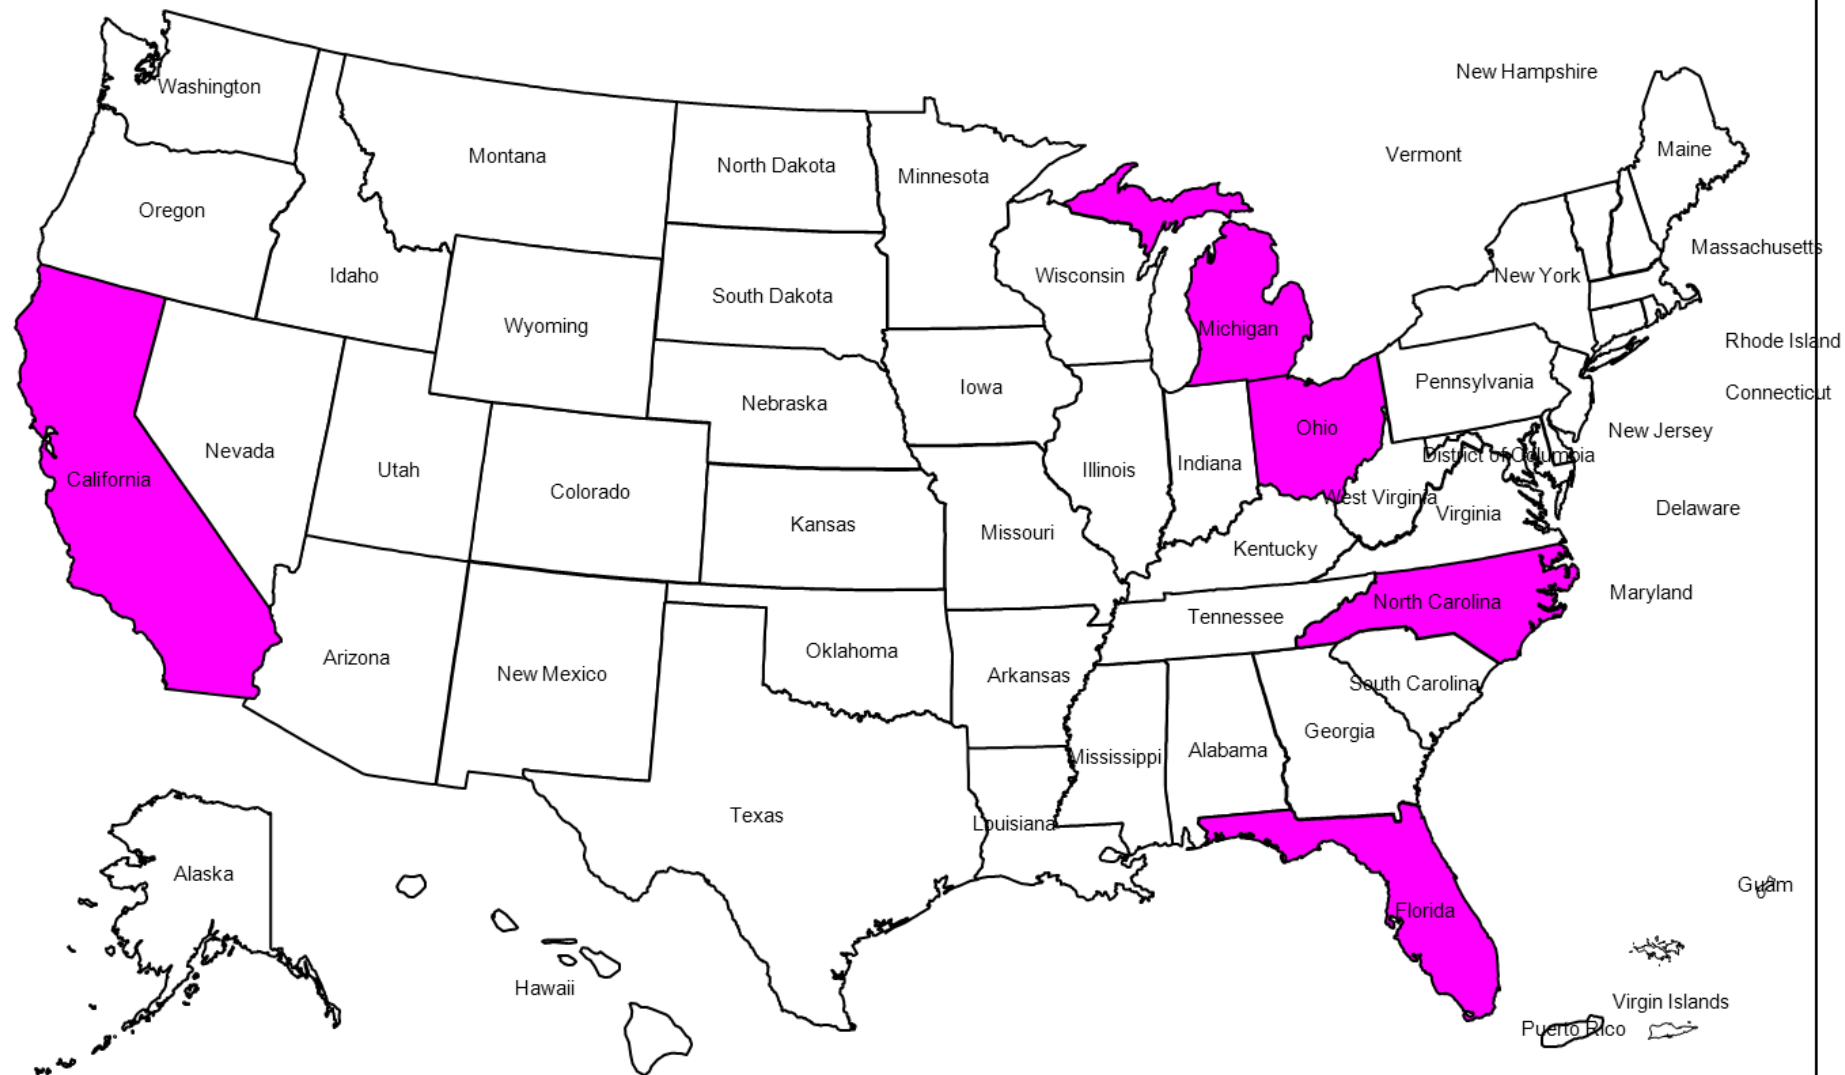 New Hampshire
Washington
Vermont
Maine
Montana
North Dakota
Minnesota
Oregon
Massachusetts
Idaho
Wisconsin
New York
South Dakota
Wyoming
Michigan
Rhode Island
Pennsylvania
Iowa
Connecticut
Nebraska
Ohio
New Jersey
Nevada
District of Columbia
Indiana
Utah
Illinois
California
Colorado
West Virginia
Delaware
Virginia
Kansas
Missouri
Kentucky
Maryland
North Carolina
Tennessee
Oklahoma
Arizona
New Mexico
Arkansas
South Carolina
Georgia
Alabama
Mississippi
Texas
Louisiana
Alaska
Guam
Florida
Hawaii
Virgin Islands
Puerto Rico